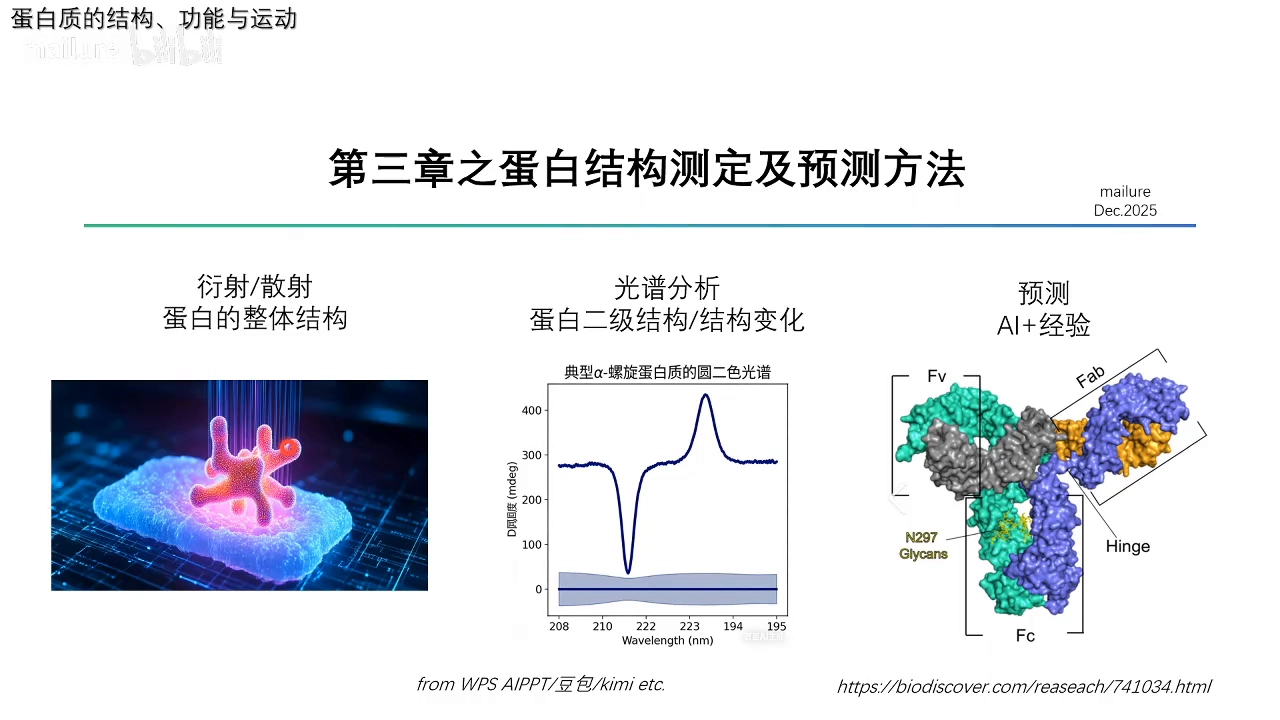 蛋白质的结构、功能与运动
mailure bilibili
第三章之蛋白结构测定及预测方法
mailure
Dec.2025
衍射/散射
蛋白的整体结构
光谱分析
蛋白二级结构/结构变化
预测
AI+经验
典型α-螺旋蛋白质的圆二色光谱
400
300
200
100
0
(mdeg)
208 210 222 223 194 195
Wavelength (nm)
Fv
Fab
N297
Glycans
Hinge
Fc
from WPS AIPPT/豆包/kimi etc.
https://biodiscover.com/reaseach/741034.html